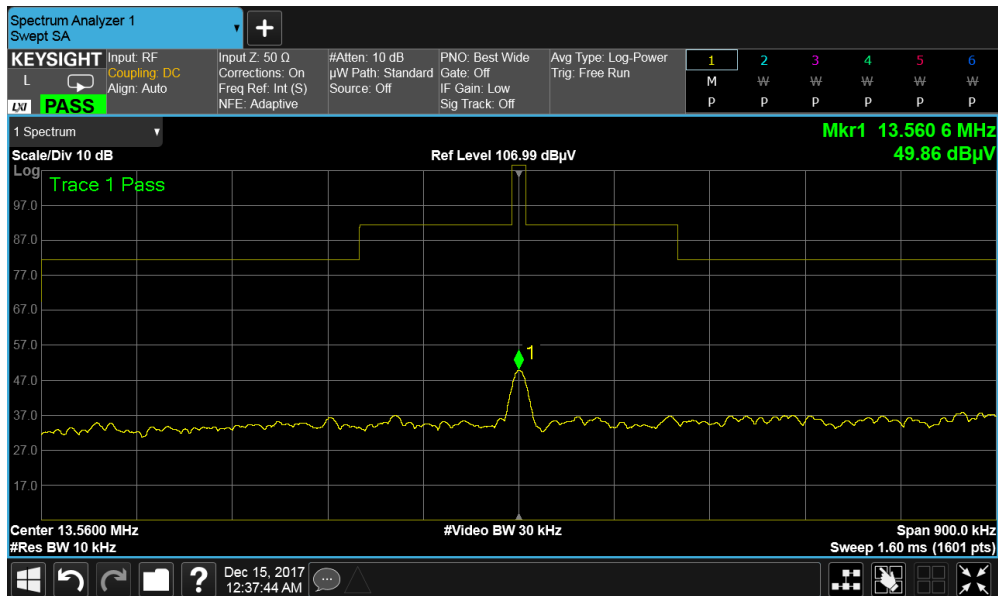 Spectrum Analyzer 1
Swept SA
+
KEYSIGHT
L
LXI PASS
Input: RF
Coupling: DC
Align: Auto
Input Z: 50 Ω
Corrections: On
Freq Ref: Int (S)
NFE: Adaptive
#Atten: 10 dB
µW Path: Standard
Source: Off
PNO: Best Wide
Gate: Off
IF Gain: Low
Sig Track: Off
Avg Type: Log-Power
Trig: Free Run
1 2 3 4 5 6
M W W W W W
P P P P P P
1 Spectrum
Mkr1 13.560 6 MHz
49.86 dBµV
Scale/Div 10 dB
Ref Level 106.99 dBµV
Log
Trace 1 Pass
97.0
87.0
77.0
67.0
57.0
1
47.0
37.0
27.0
17.0
Center 13.5600 MHz
#Video BW 30 kHz
Span 900.0 kHz
#Res BW 10 kHz
Sweep 1.60 ms (1601 pts)
?
Dec 15, 2017
12:37:44 AM